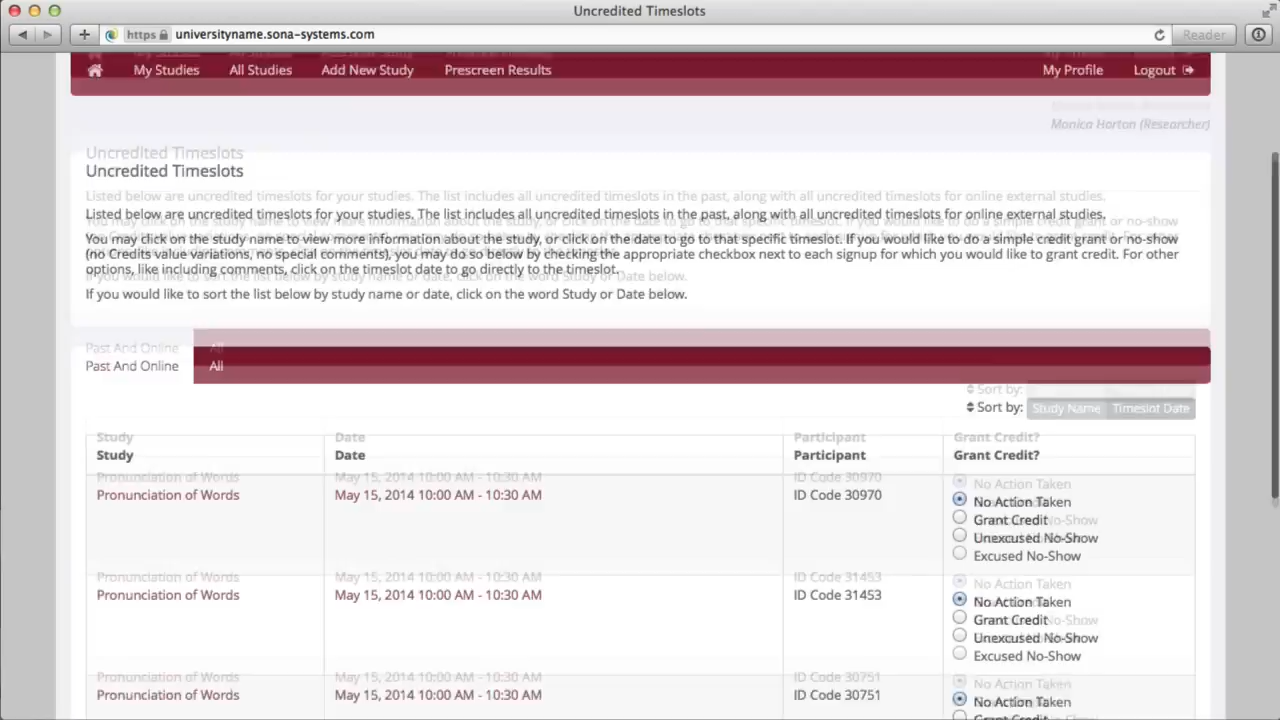 Uncredited Timeslots
https universityname.sona-systems.com Reader
My Studies All Studies Add New Study Prescreen Results My Profile Logout
Monica Horton (Researcher)
Uncredited Timeslots
Listed below are uncredited timeslots for your studies. The list includes all uncredited timeslots in the past, along with all uncredited timeslots for online external studies.
You may click on the study name to view more information about the study, or click on the date to go to that specific timeslot. If you would like to do a simple credit grant or no-show
(no Credits value variations, no special comments), you may do so below by checking the appropriate checkbox next to each signup for which you would like to grant credit. For other
options, like including comments, click on the timeslot date to go directly to the timeslot.
If you would like to sort the list below by study name or date, click on the word Study or Date below.
Past And Online All
Sort by: Study Name Timeslot Date
Study Date Participant Grant Credit?
Pronunciation of Words May 15, 2014 10:00 AM - 10:30 AM ID Code 30970
No Action Taken
Grant Credit
Unexcused No-Show
Excused No-Show
Pronunciation of Words May 15, 2014 10:00 AM - 10:30 AM ID Code 31453
No Action Taken
Grant Credit
Unexcused No-Show
Excused No-Show
Pronunciation of Words May 15, 2014 10:00 AM - 10:30 AM ID Code 30751
No Action Taken
Grant Credit